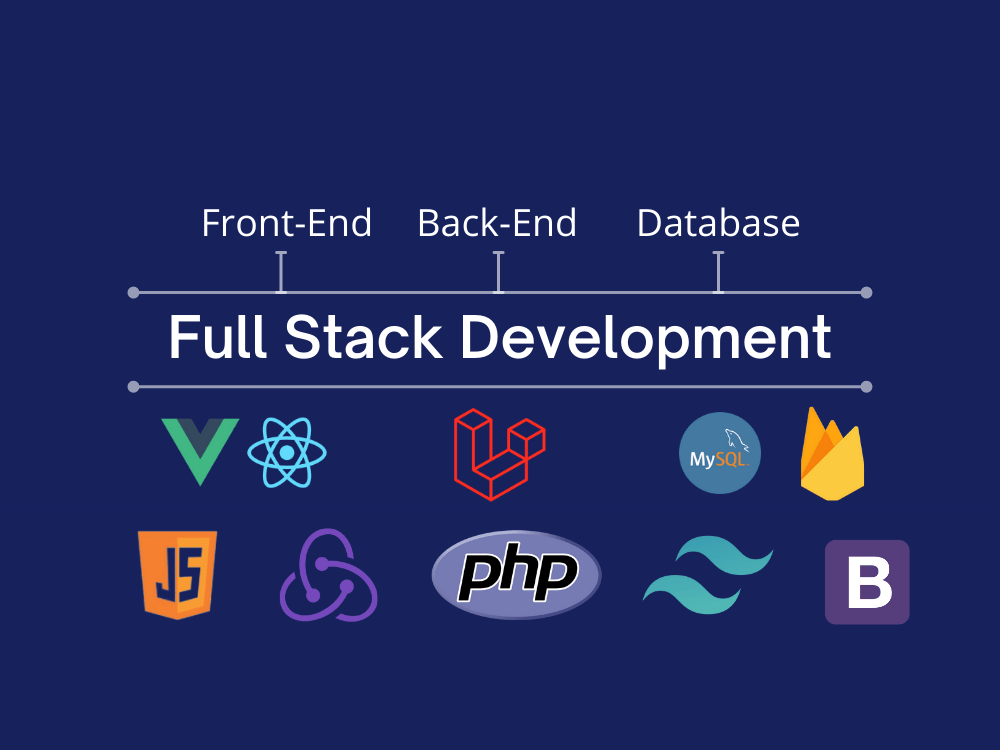 Front-End Back-End Database
Full Stack Development
MySQL
JS
php
B